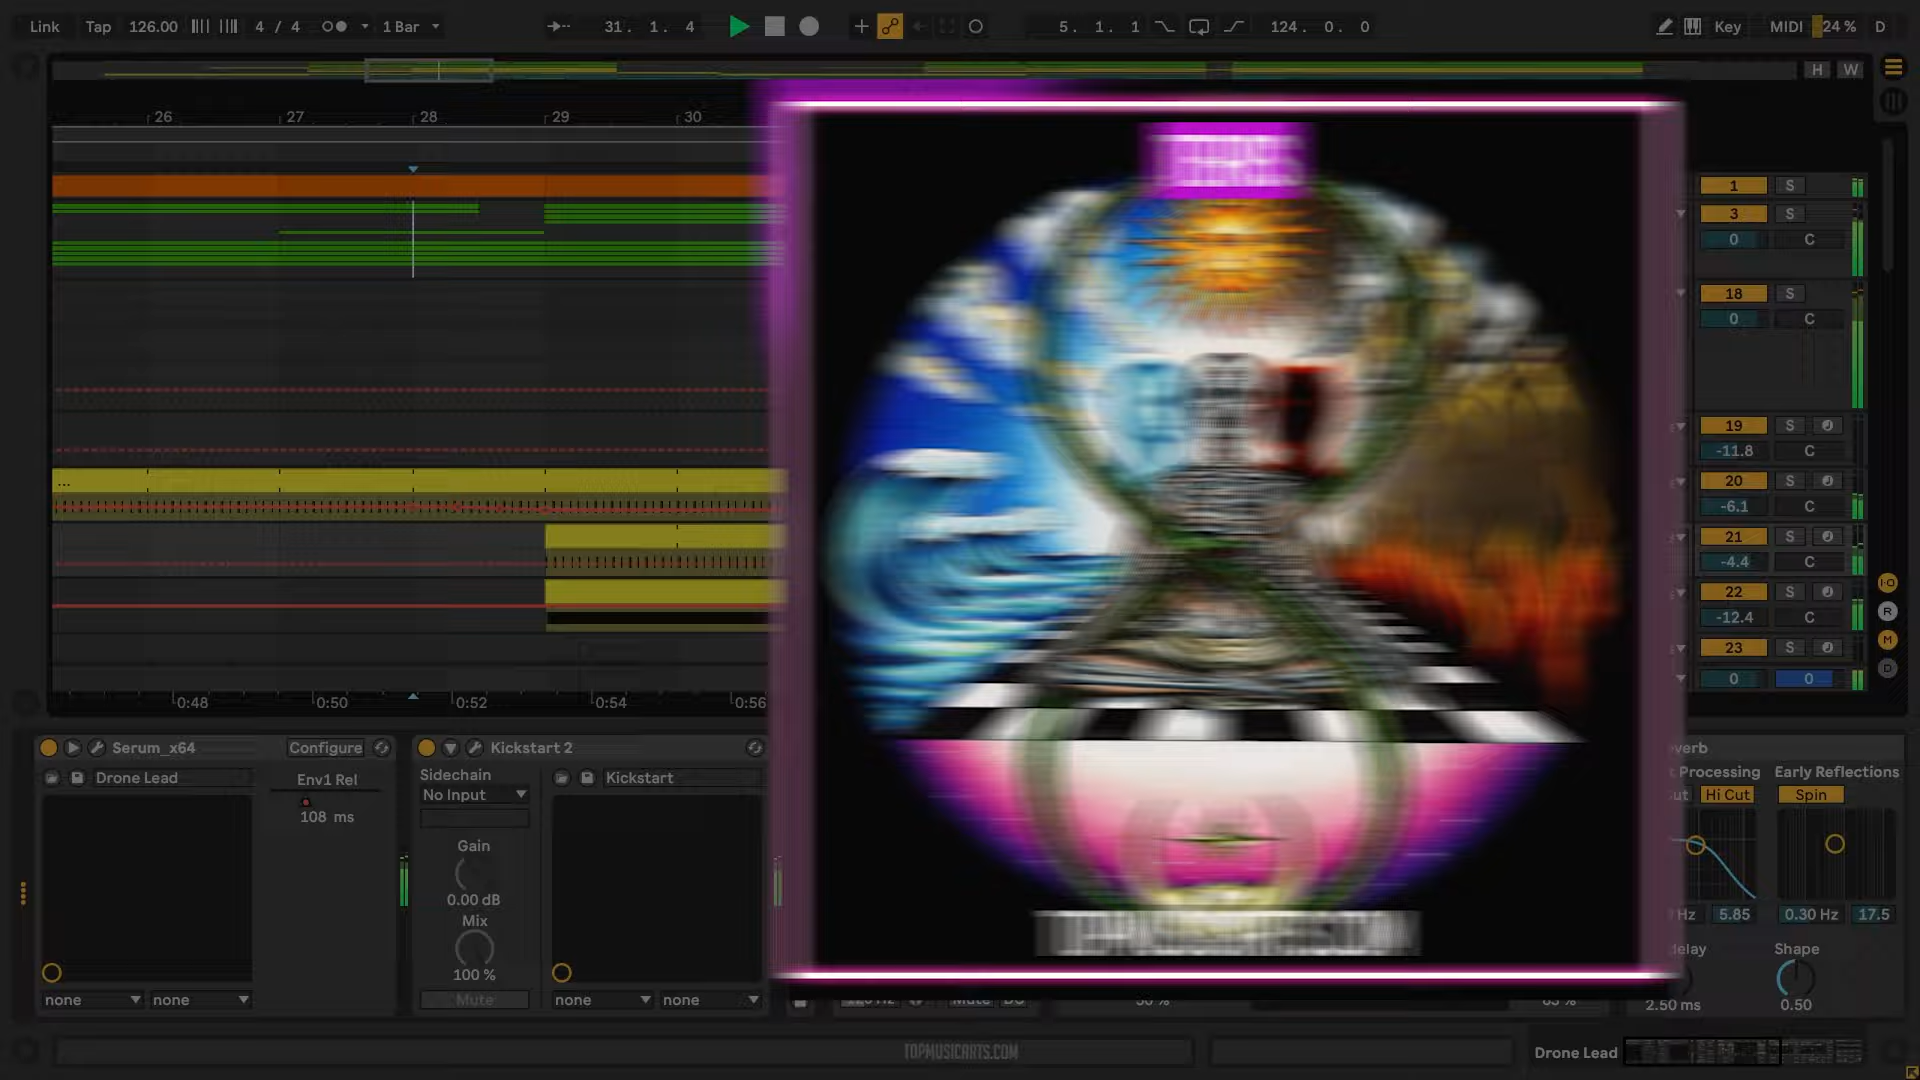 Link Tap 126.00 4 / 4 1 Bar 31. 1. 4 5. 1. 1 124. 0. 0 Key MIDI 24 % D
H W
26 27 28 29 30
1 S
3 S
0 C
18 S
0 C
19 S
-11.8 C
...
20 S
-6.1 C
21 S
-4.4 C
22 S
-12.4 C
23 S
0 0
I·O
R
M
D
0:48 0:50 0:52 0:54 0:56
Serum_x64 Configure
Drone Lead
Env1 Rel
108 ms
none none
Kickstart 2
Sidechain
No Input
Kickstart
Gain
0.00 dB
Mix
100 %
Mute
none none
Mute
Processing Early Reflections
Hi Cut Spin
Hz 5.85 0.30 Hz 17.5
Shape
2.50 ms 0.50
TOPMUSICARTS.COM
Drone Lead